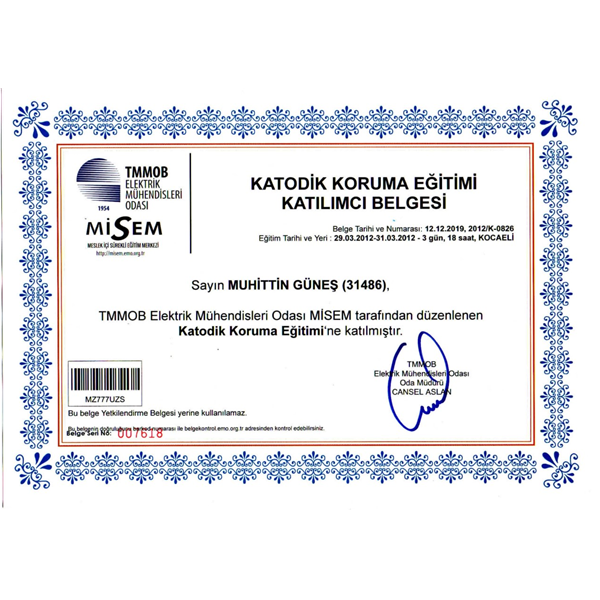 TMMOB
ELEKTRİK
MÜHENDİSLERİ
ODASI
1954
MİSEM
MESLEK İÇİ SÜREKLİ EĞİTİM MERKEZİ
http://misem.emo.org.tr
KATODİK KORUMA EĞİTİMİ
KATILIMCI BELGESİ
Belge Tarihi ve Numarası: 12.12.2019, 2012/K-0826
Eğitim Tarihi ve Yeri : 29.03.2012-31.03.2012 - 3 gün, 18 saat, KOCAELİ
Sayın MUHİTTİN GÜNEŞ (31486),
TMMOB Elektrik Mühendisleri Odası MİSEM tarafından düzenlenen
Katodik Koruma Eğitimi'ne katılmıştır.
TMMOB
Elektrik Mühendisleri Odası
Oda Müdürü
CANSEL ASLAN
MZ777UZS
Bu belge Yetkilendirme Belgesi yerine kullanılamaz.
Bu belgenin doğruluğunu barkod numarası ile belgekontrol.emo.org.tr adresinden kontrol edebilirsiniz.
Belge Seri No: 007618